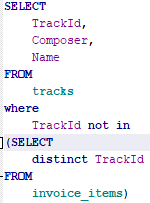 SELECT
TrackId,
Composer,
Name
FROM
tracks
where
TrackId not in
(SELECT
distinct TrackId
FROM
invoice_items)